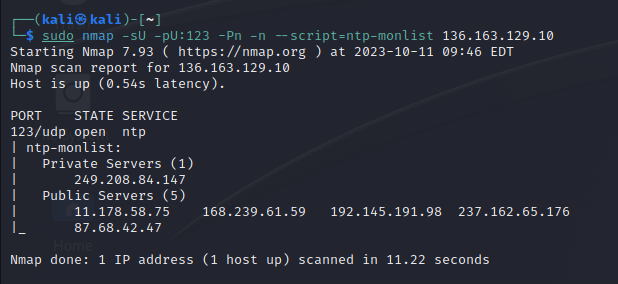 ┌──(kali㉿kali)-[~]
└─$ sudo nmap -sU -pU:123 -Pn -n --script=ntp-monlist 136.163.129.10
Starting Nmap 7.93 ( https://nmap.org ) at 2023-10-11 09:46 EDT
Nmap scan report for 136.163.129.10
Host is up (0.54s latency).

PORT    STATE SERVICE
123/udp open  ntp
| ntp-monlist:
|   Private Servers (1)
|       249.208.84.147
|   Public Servers (5)
|       11.178.58.75    168.239.61.59   192.145.191.98  237.162.65.176
|_      87.68.42.47
Home
Nmap done: 1 IP address (1 host up) scanned in 11.22 seconds